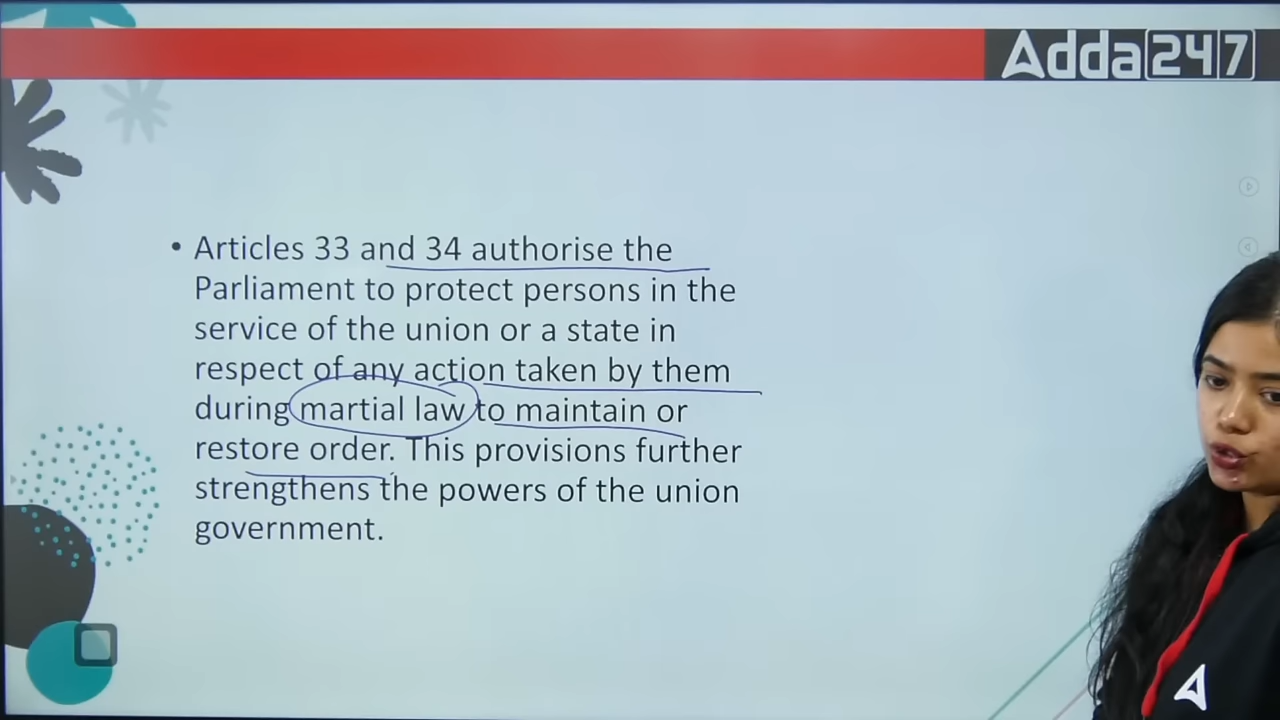 Adda247
• Articles 33 and 34 authorise the
Parliament to protect persons in the
service of the union or a state in
respect of any action taken by them
during martial law to maintain or
restore order. This provisions further
strengthens the powers of the union
government.